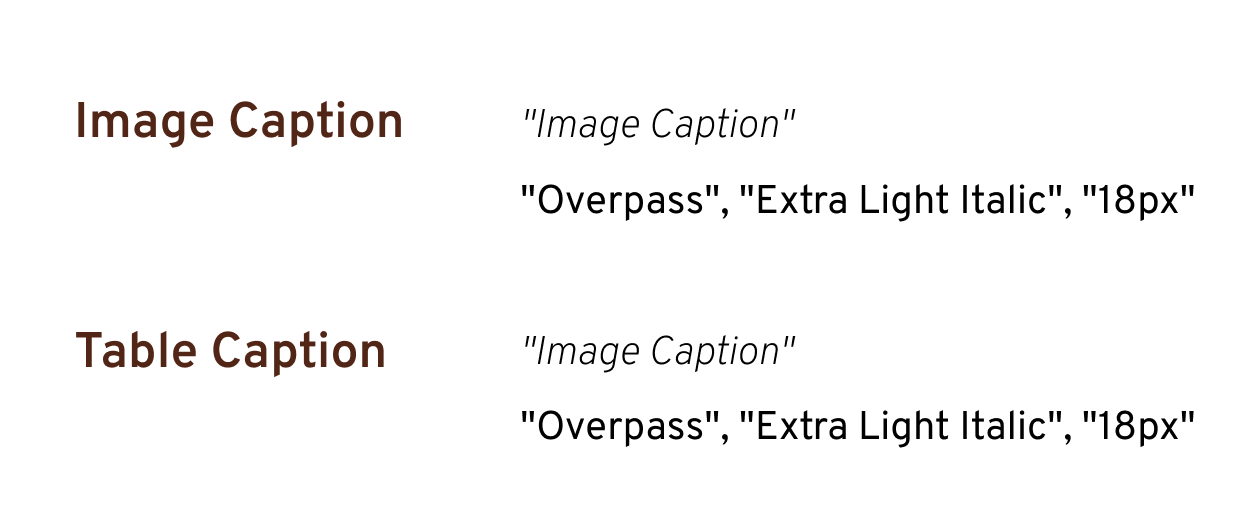 Image Caption
"Image Caption"
"Overpass", "Extra Light Italic", "18px"
Table Caption
"Image Caption"
"Overpass", "Extra Light Italic", "18px"